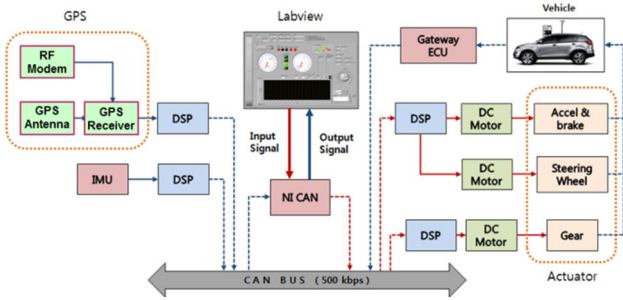 GPS
Labview
Vehicle
RF
Modem
GPS
Antenna
GPS
Receiver
DSP
IMU
DSP
Input
Signal
Output
Signal
NI CAN
Gateway
ECU
DSP
DC
Motor
Accel &
brake
DC
Motor
Steering
Wheel
DSP
DC
Motor
Gear
Actuator
CAN BUS (500 kbps)